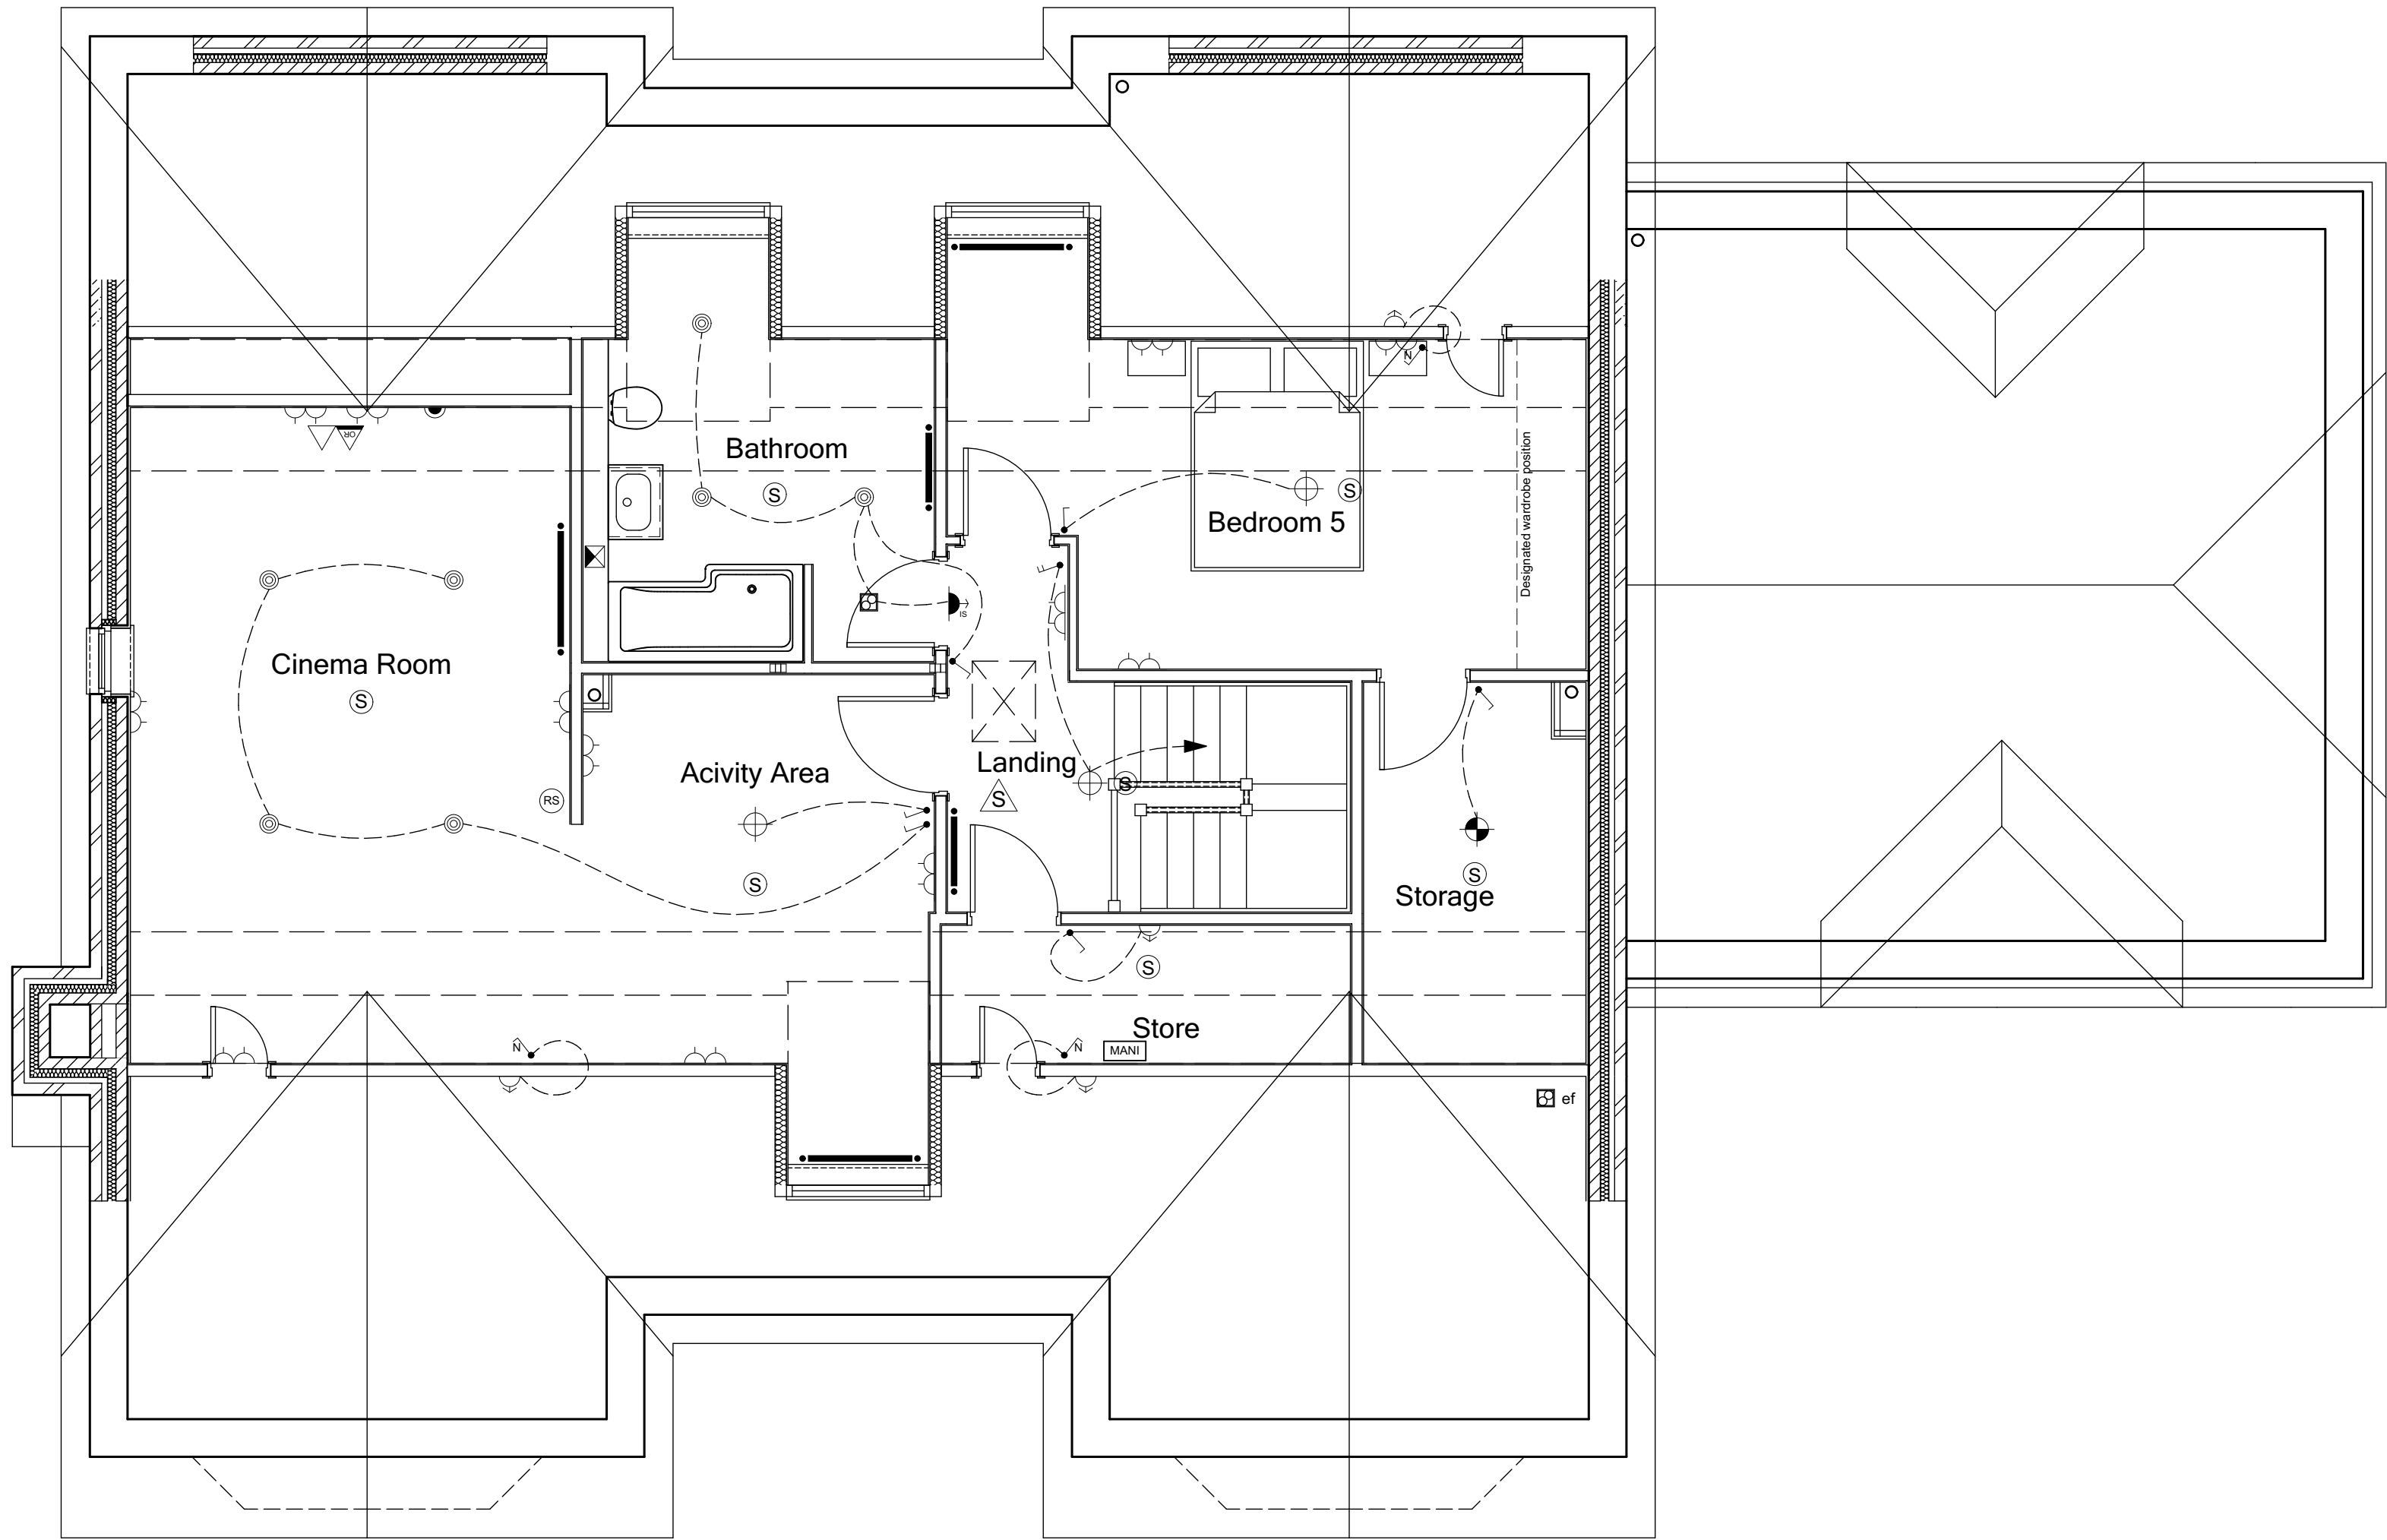 N
OR
Bathroom
S
S
Designated wardrobe position
Bedroom 5
IS
Cinema Room
S
Landing
Acivity Area
S
S
RS
S
S
Storage
S
Store
N
N
MANI
ef